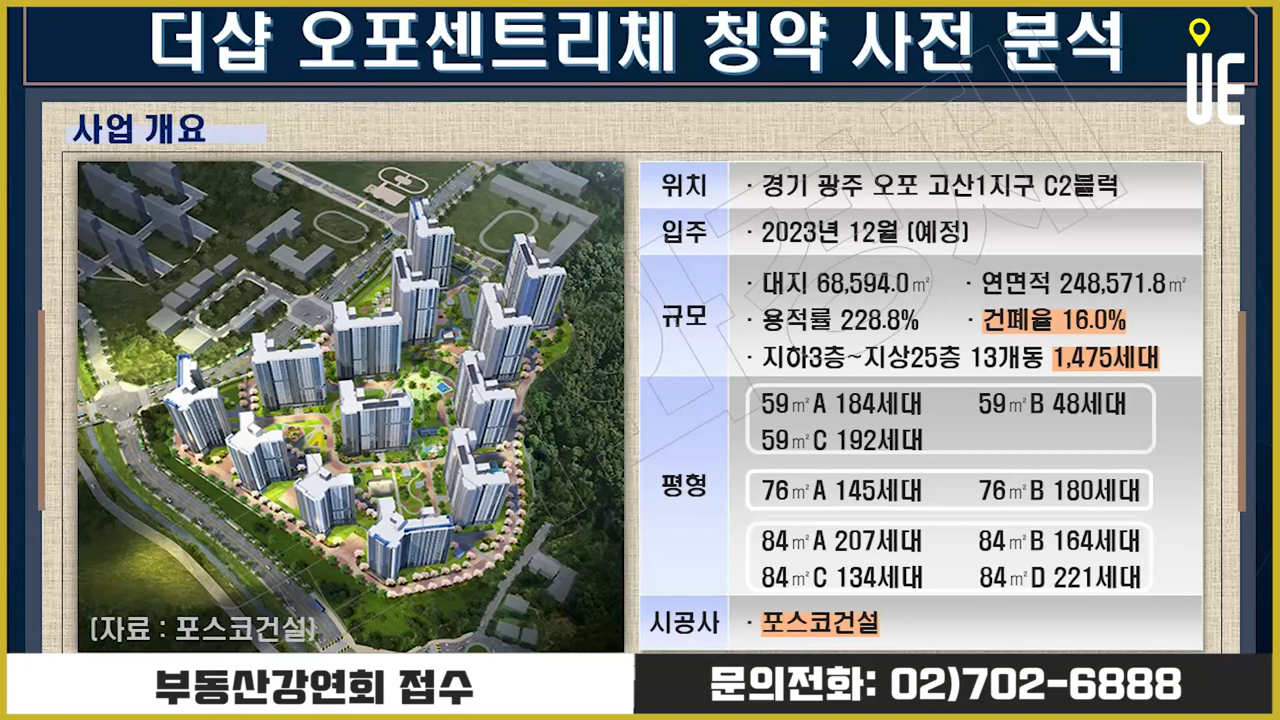 더샵 오포센트리체 청약 사전 분석
UE
사업 개요
위치 · 경기 광주 오포 고산1지구 C2블럭
입주 · 2023년 12월 (예정)
규모
· 대지 68,594.0㎡ · 연면적 248,571.8㎡
· 용적률 228.8% · 건폐율 16.0%
· 지하3층~지상25층 13개동 1,475세대
평형
59㎡A 184세대 59㎡B 48세대
59㎡C 192세대
76㎡A 145세대 76㎡B 180세대
84㎡A 207세대 84㎡B 164세대
84㎡C 134세대 84㎡D 221세대
시공사 · 포스코건설
(자료 : 포스코건설)
부동산강연회 접수
문의전화: 02)702-6888